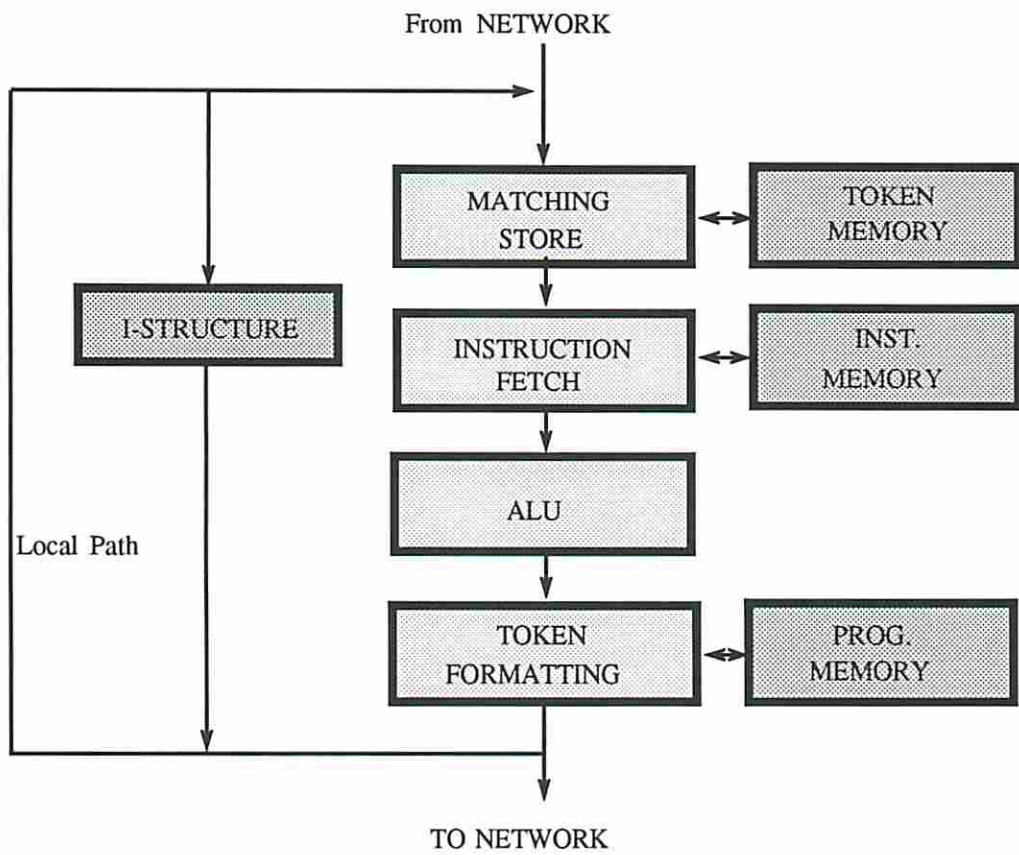 From NETWORK
MATCHING
STORE
TOKEN
MEMORY
I-STRUCTURE
INSTRUCTION
FETCH
INST.
MEMORY
ALU
Local Path
TOKEN
FORMATTING
PROG.
MEMORY
TO NETWORK